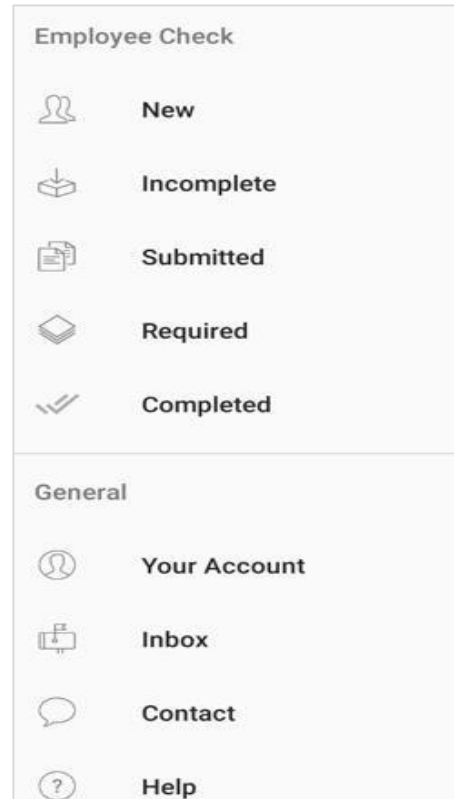 Employee Check
New
Incomplete
Submitted
Required
Completed
General
Your Account
Inbox
Contact
Help